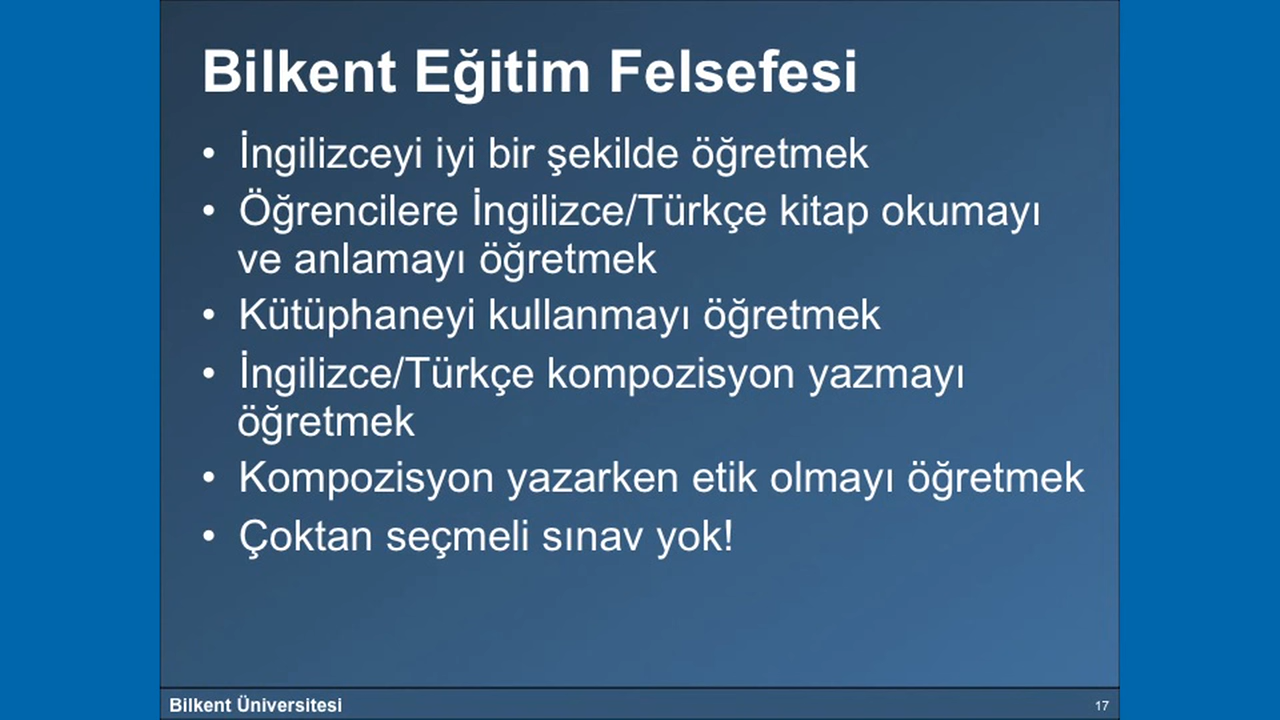 Bilkent Eğitim Felsefesi
• İngilizceyi iyi bir şekilde öğretmek
• Öğrencilere İngilizce/Türkçe kitap okumayı
ve anlamayı öğretmek
• Kütüphaneyi kullanmayı öğretmek
• İngilizce/Türkçe kompozisyon yazmayı
öğretmek
• Kompozisyon yazarken etik olmayı öğretmek
• Çoktan seçmeli sınav yok!
Bilkent Üniversitesi
17